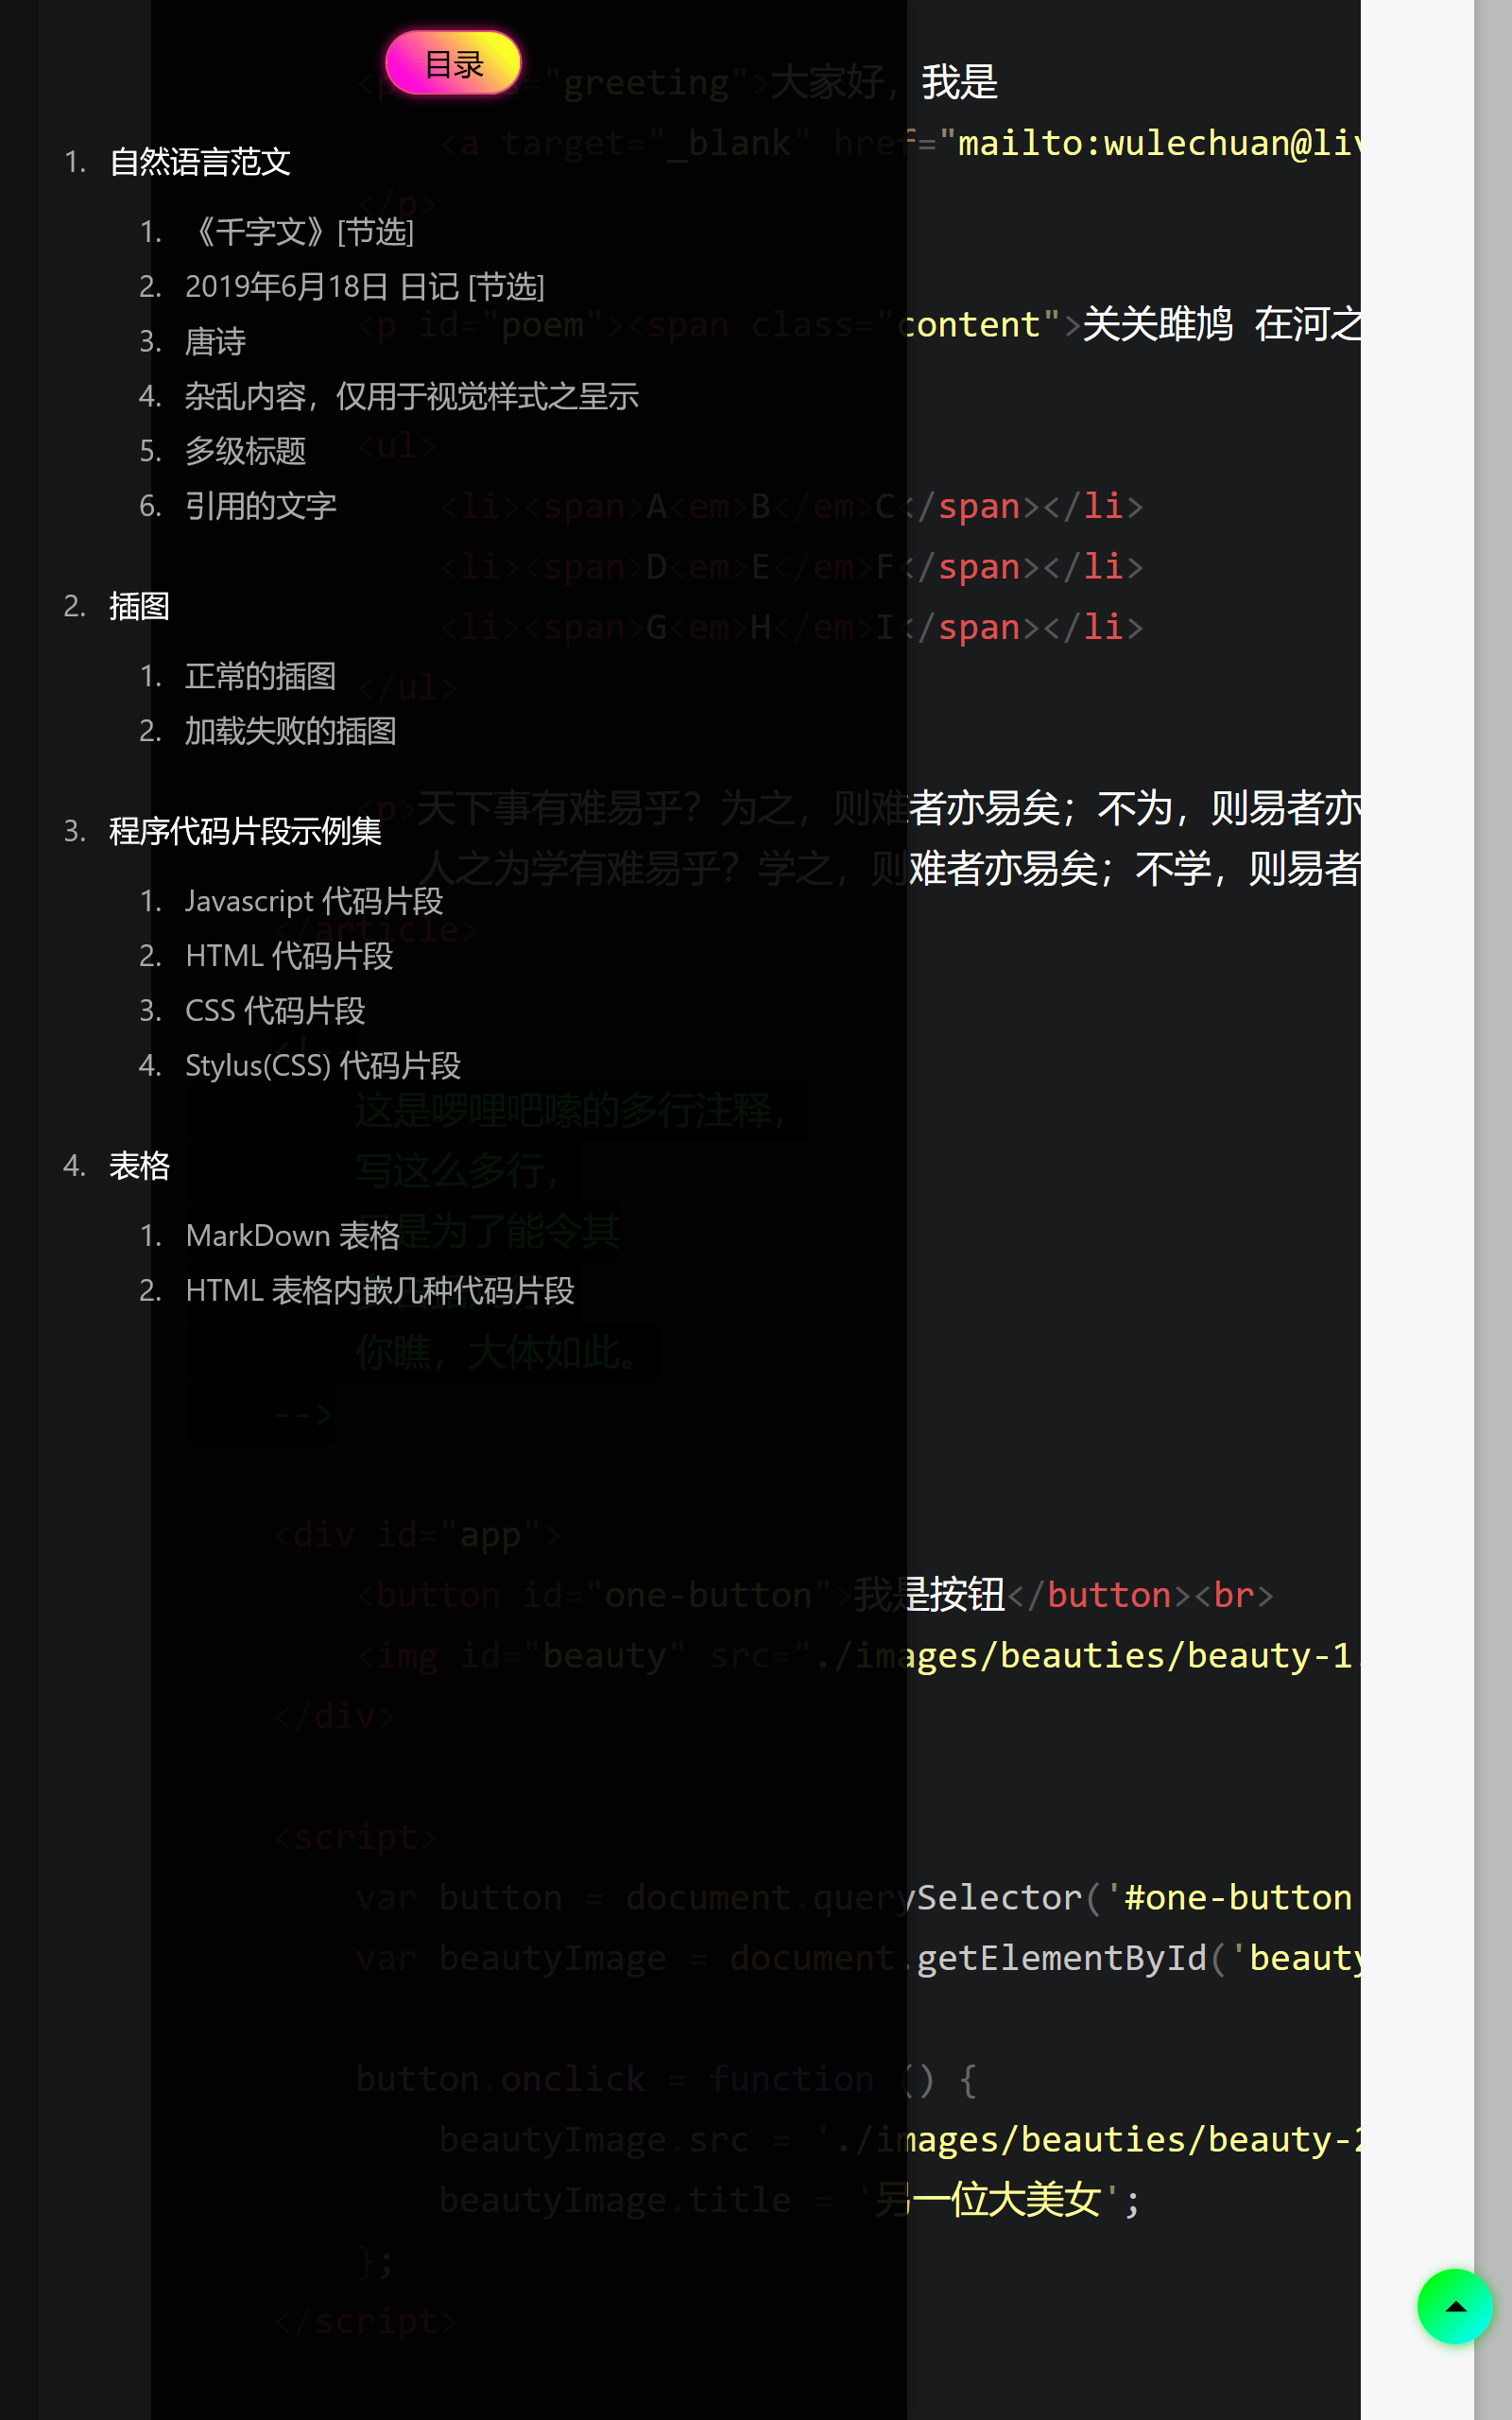 目录
1. 自然语言范文
1. 《千字文》[节选]
2. 2019年6月18日 日记 [节选]
3. 唐诗
4. 杂乱内容，仅用于视觉样式之呈示
5. 多级标题
6. 引用的文字
2. 插图
1. 正常的插图
2. 加载失败的插图
3. 程序代码片段示例集
1. Javascript 代码片段
2. HTML 代码片段
3. CSS 代码片段
4. Stylus(CSS) 代码片段
4. 表格
1. MarkDown 表格
2. HTML 表格内嵌几种代码片段
="greeting">大家好，我是
<a target="_blank" href="mailto:wulechuan@liv
</p>
<p id="poem"><span class="content">关关雎鸠 在河之
<ul>
<li><span>A<em>B</em>C</span></li>
<li><span>D<em>E</em>F</span></li>
<li><span>G<em>H</em>I</span></li>
</ul>
<p>天下事有难易乎？为之，则难者亦易矣；不为，则易者亦
人之为学有难易乎？学之，则难者亦易矣；不学，则易者
</article>
这是啰哩吧嗦的多行注释，
写这么多行，
是为了能令其
你瞧，大体如此。
-->
<div id="app">
<button id="one-button">我是按钮</button><br>
<img id="beauty" src="./images/beauties/beauty-1.
</div>
<script>
var button = document.querySelector('#one-button
var beautyImage = document.getElementById('beauty
button.onclick = function () {
beautyImage.src = './images/beauties/beauty-2
beautyImage.title = '另一位大美女';
};
</script>